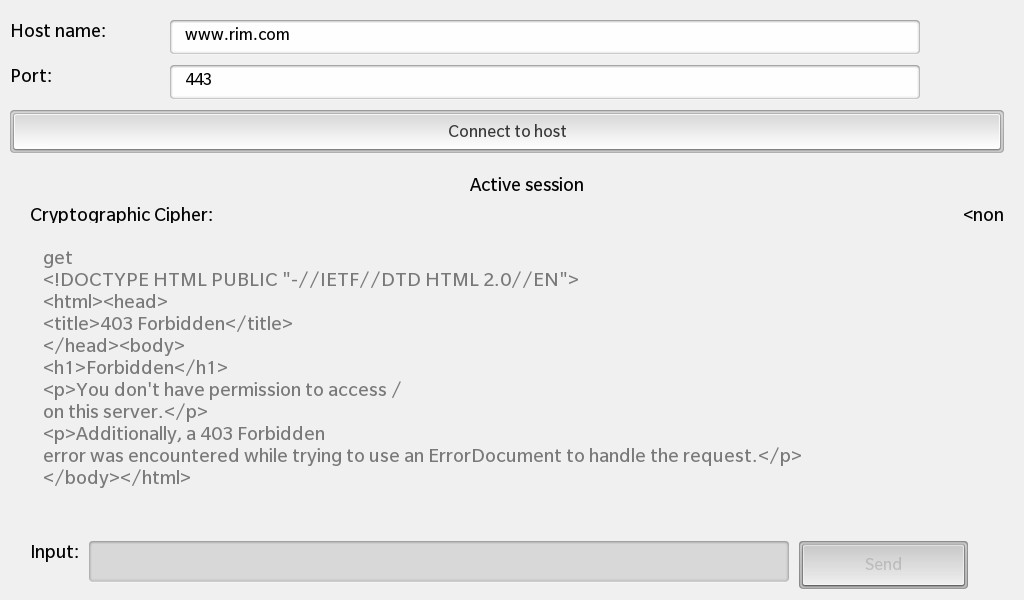 Host name: www.rim.com
Port: 443
Connect to host
Active session
Cryptographic Cipher: <non
get
<!DOCTYPE HTML PUBLIC "-//IETF//DTD HTML 2.0//EN">
<html><head>
<title>403 Forbidden</title>
</head><body>
<h1>Forbidden</h1>
<p>You don't have permission to access /
on this server.</p>
<p>Additionally, a 403 Forbidden
error was encountered while trying to use an ErrorDocument to handle the request.</p>
</body></html>
Input: Send